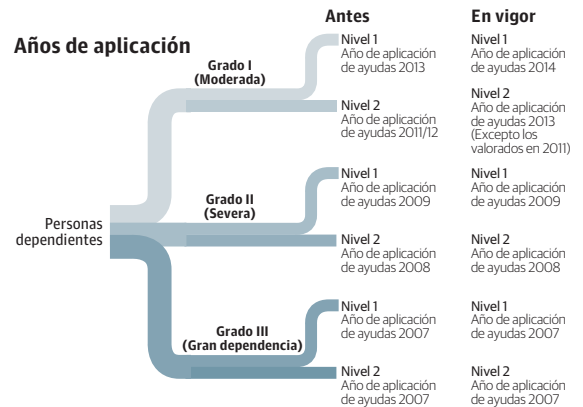 Años de aplicación
Antes
En vigor
Personas
dependientes
Grado I
(Moderada)
Nivel 1
Año de aplicación
de ayudas 2013
Nivel 1
Año de aplicación
de ayudas 2014
Nivel 2
Año de aplicación
de ayudas 2011/12
Nivel 2
Año de aplicación
de ayudas 2013
(Excepto los
valorados en 2011)
Grado II
(Severa)
Nivel 1
Año de aplicación
de ayudas 2009
Nivel 1
Año de aplicación
de ayudas 2009
Nivel 2
Año de aplicación
de ayudas 2008
Nivel 2
Año de aplicación
de ayudas 2008
Grado III
(Gran dependencia)
Nivel 1
Año de aplicación
de ayudas 2007
Nivel 1
Año de aplicación
de ayudas 2007
Nivel 2
Año de aplicación
de ayudas 2007
Nivel 2
Año de aplicación
de ayudas 2007